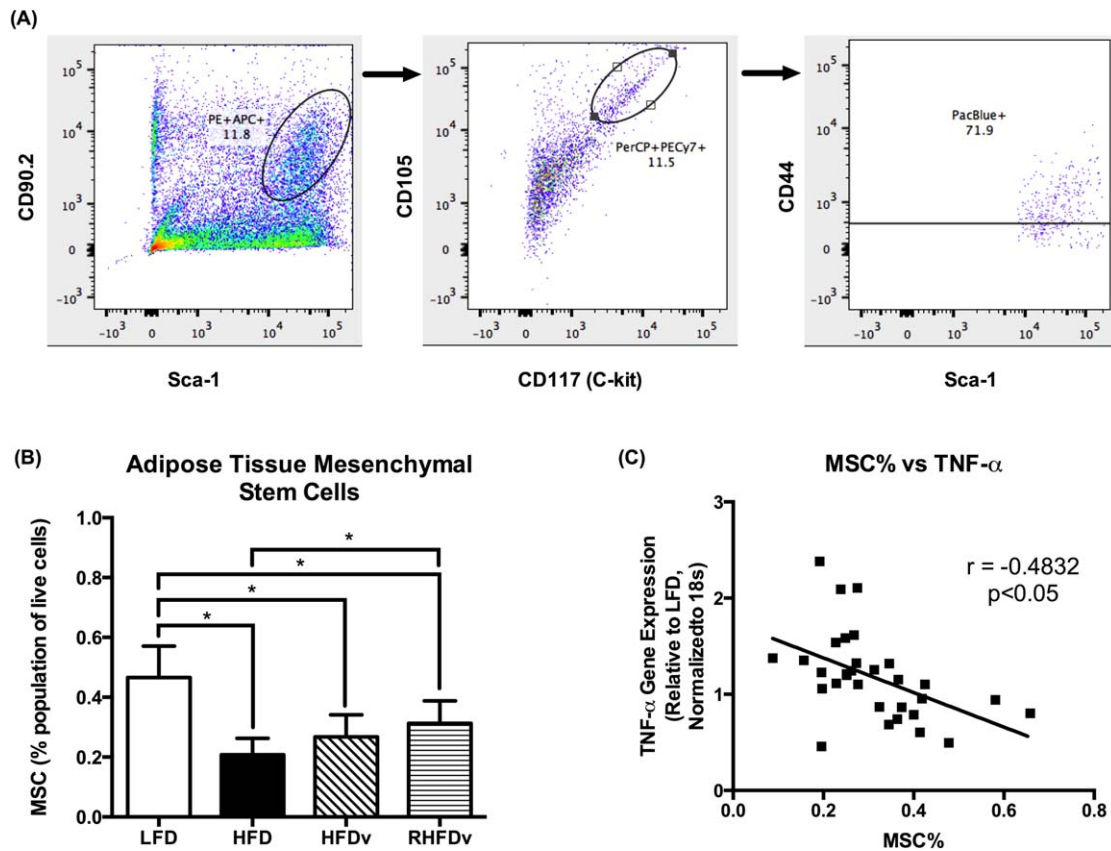 (A)
CD90.2
10⁵
10⁴
10³
0
-10³
PE+APC+
11.8
-10³ 0 10³ 10⁴ 10⁵
Sca-1
CD105
10⁵
10⁴
10³
0
-10³
PerCP+PECy7+
11.5
-10³ 0 10³ 10⁴ 10⁵
CD117 (C-kit)
CD44
10⁵
10⁴
10³
0
-10³
PacBlue+
71.9
-10³ 0 10³ 10⁴ 10⁵
Sca-1
(B)
Adipose Tissue Mesenchymal
Stem Cells
MSC (% population of live cells)
1.0
0.8
0.6
0.4
0.2
0.0
*
*
*
*
LFD HFD HFDv RHFDv
(C)
MSC% vs TNF-α
TNF-α Gene Expression
(Relative to LFD,
Normalizedto 18s)
3
2
1
0
r = -0.4832
p<0.05
0.0 0.2 0.4 0.6 0.8
MSC%